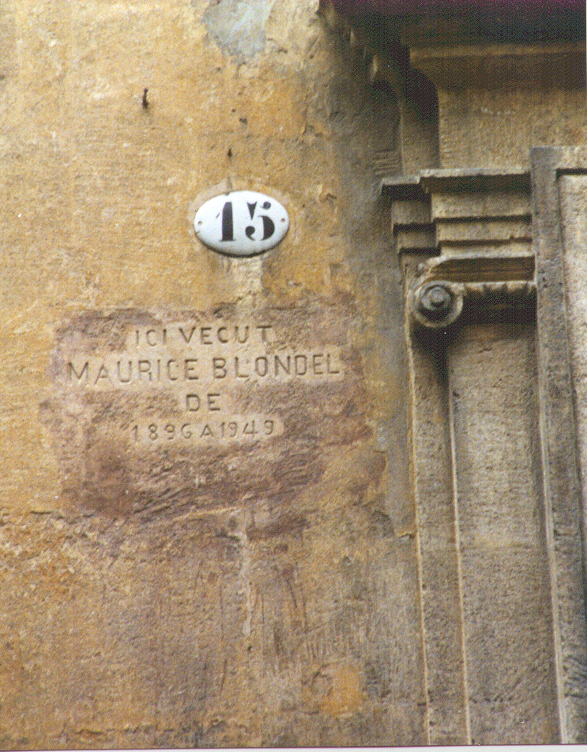 15
ICI VECUT
MAURICE BLONDEL
DE
1896 A 1949